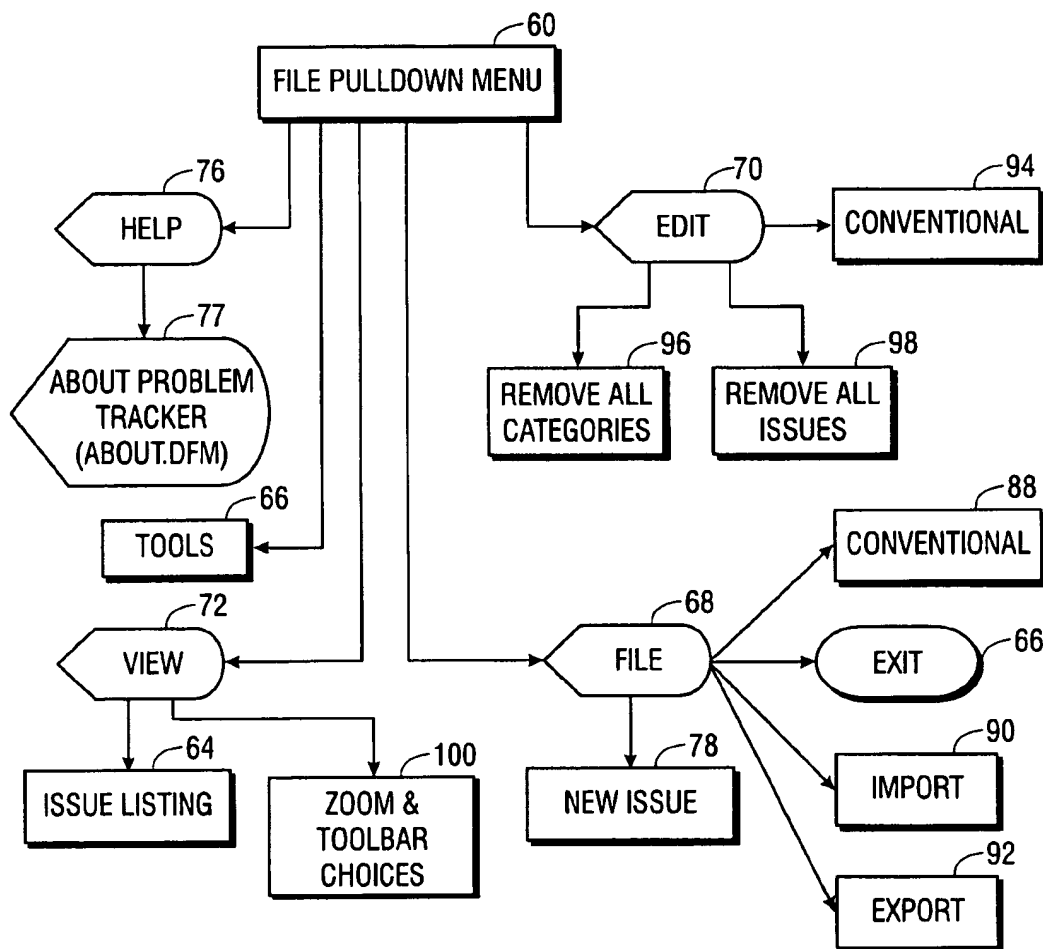 60
FILE PULLDOWN MENU
76
HELP
70
EDIT
94
CONVENTIONAL
77
ABOUT PROBLEM
TRACKER
(ABOUT.DFM)
96
REMOVE ALL
CATEGORIES
98
REMOVE ALL
ISSUES
66
TOOLS
88
CONVENTIONAL
72
VIEW
68
FILE
EXIT
66
64
ISSUE LISTING
100
ZOOM &
TOOLBAR
CHOICES
78
NEW ISSUE
90
IMPORT
92
EXPORT